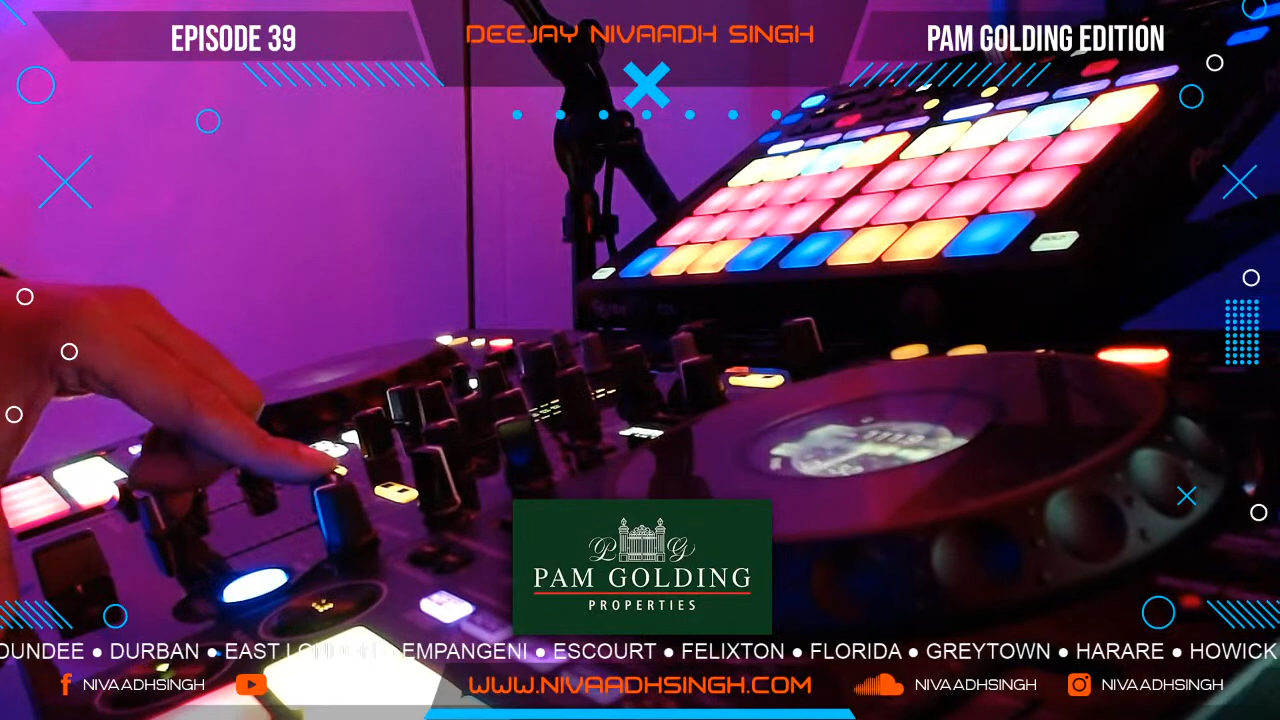 EPISODE 39
DEEJAY NIVAADH SINGH
PAM GOLDING EDITION
P G
PAM GOLDING
PROPERTIES
DUNDEE ● DURBAN ● EAST LONDON ● EMPANGENI ● ESCOURT ● FELIXTON ● FLORIDA ● GREYTOWN ● HARARE ● HOWICK
NIVAADHSINGH
WWW.NIVAADHSINGH.COM
NIVAADHSINGH
NIVAADHSINGH